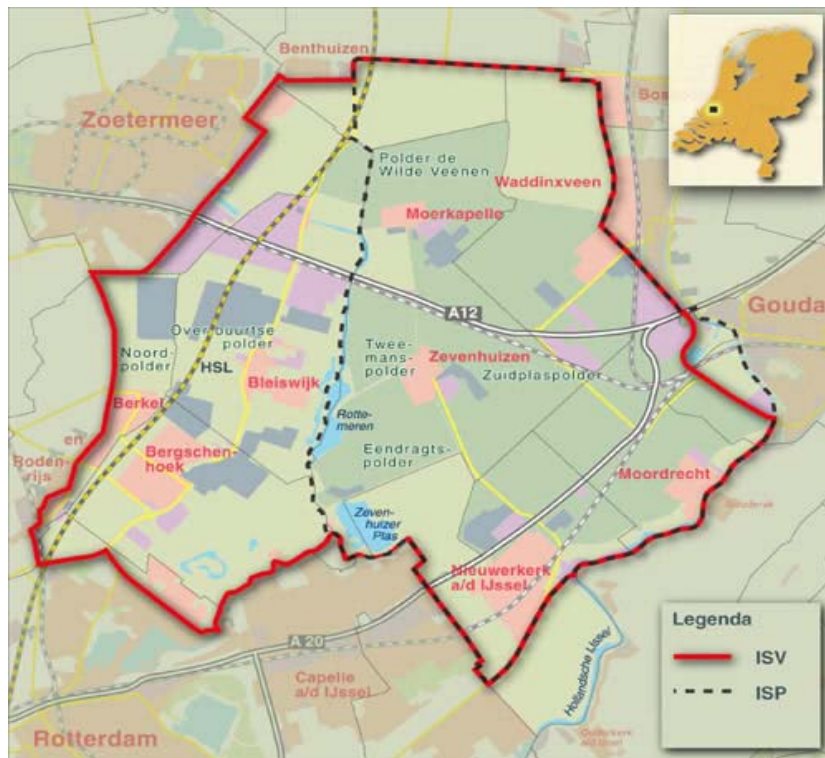 Benthuizen
Zoetermeer
Polder de
Wilde Veenen
Waddinxveen
Moerkapelle
Gouda
A12
Over buurtse
polder
Noord-
polder
HSL
Twee-
mans-
polder
Zevenhuizen
Zuidplaspolder
Bleiswijk
Berkel
en
Roden-
rijs
Bergschen-
hoek
Rotte-
meren
Eendragts-
polder
Moordrecht
Gouderak
Zeven-
huizer
Plas
Nieuwerkerk
a/d IJssel
A 20
Capelle
a/d IJssel
Hollandsche IJssel
Rotterdam
Legenda
ISV
ISP